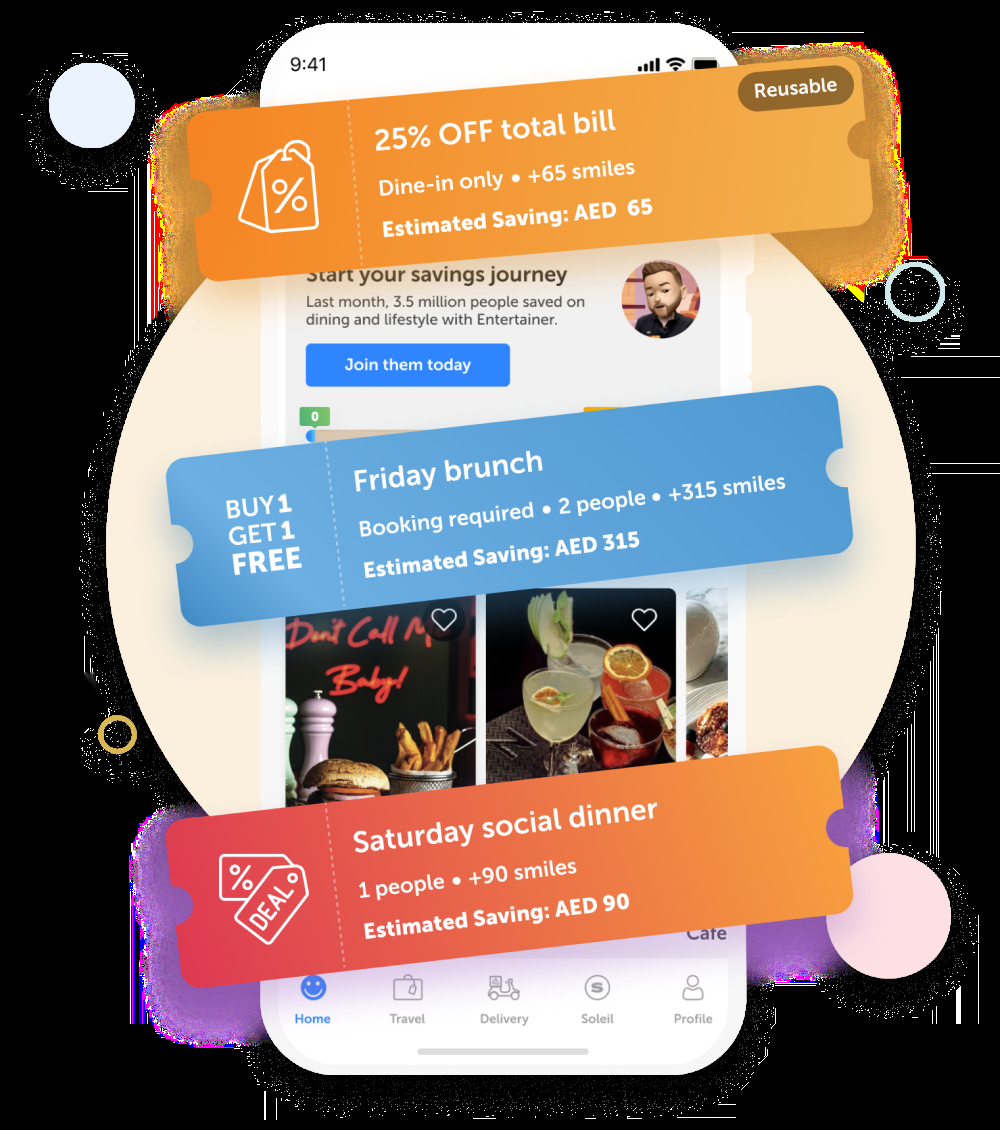 9:41
Reusable
25% OFF total bill
Dine-in only • +65 smiles
Estimated Saving: AED 65
Start your savings journey
Last month, 3.5 million people saved on
dining and lifestyle with Entertainer.
Join them today
0
BUY 1
GET 1
FREE
Friday brunch
Booking required • 2 people • +315 smiles
Estimated Saving: AED 315
Don't Call Me
Baby!
%
DEAL
Saturday social dinner
1 people • +90 smiles
Estimated Saving: AED 90
Cafe
Home
Travel
Delivery
Soleil
Profile